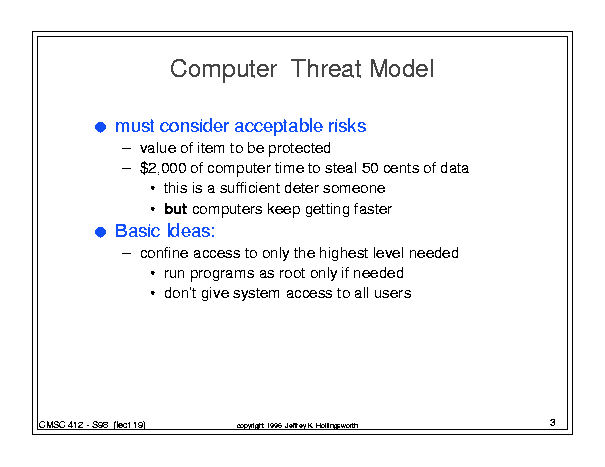 Computer Threat Model
must consider acceptable risks
– value of item to be protected
– $2,000 of computer time to steal 50 cents of data
• this is a sufficient deter someone
• but computers keep getting faster
Basic Ideas:
– confine access to only the highest level needed
• run programs as root only if needed
• don't give system access to all users
CMSC 412 - S98 (lect 19)
copyright 1996 Jeffrey K. Hollingsworth
3